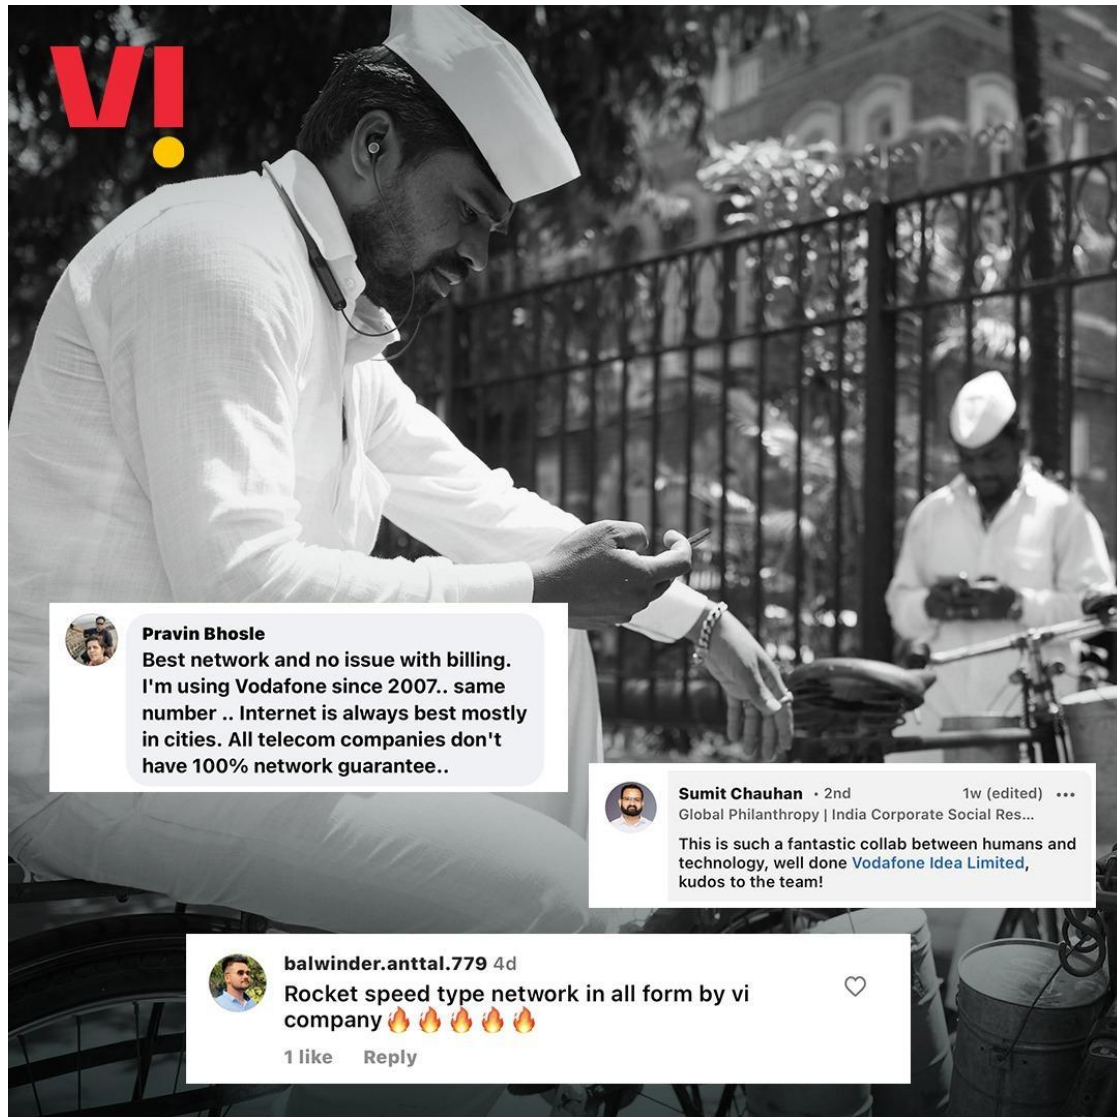 VI
Pravin Bhosle
Best network and no issue with billing.
I'm using Vodafone since 2007.. same
number .. Internet is always best mostly
in cities. All telecom companies don't
have 100% network guarantee..
Sumit Chauhan • 2nd 1w (edited) •••
Global Philanthropy | India Corporate Social Res...
This is such a fantastic collab between humans and
technology, well done Vodafone Idea Limited,
kudos to the team!
balwinder.anttal.779 4d
Rocket speed type network in all form by vi
company🔥🔥🔥🔥🔥
1 like Reply